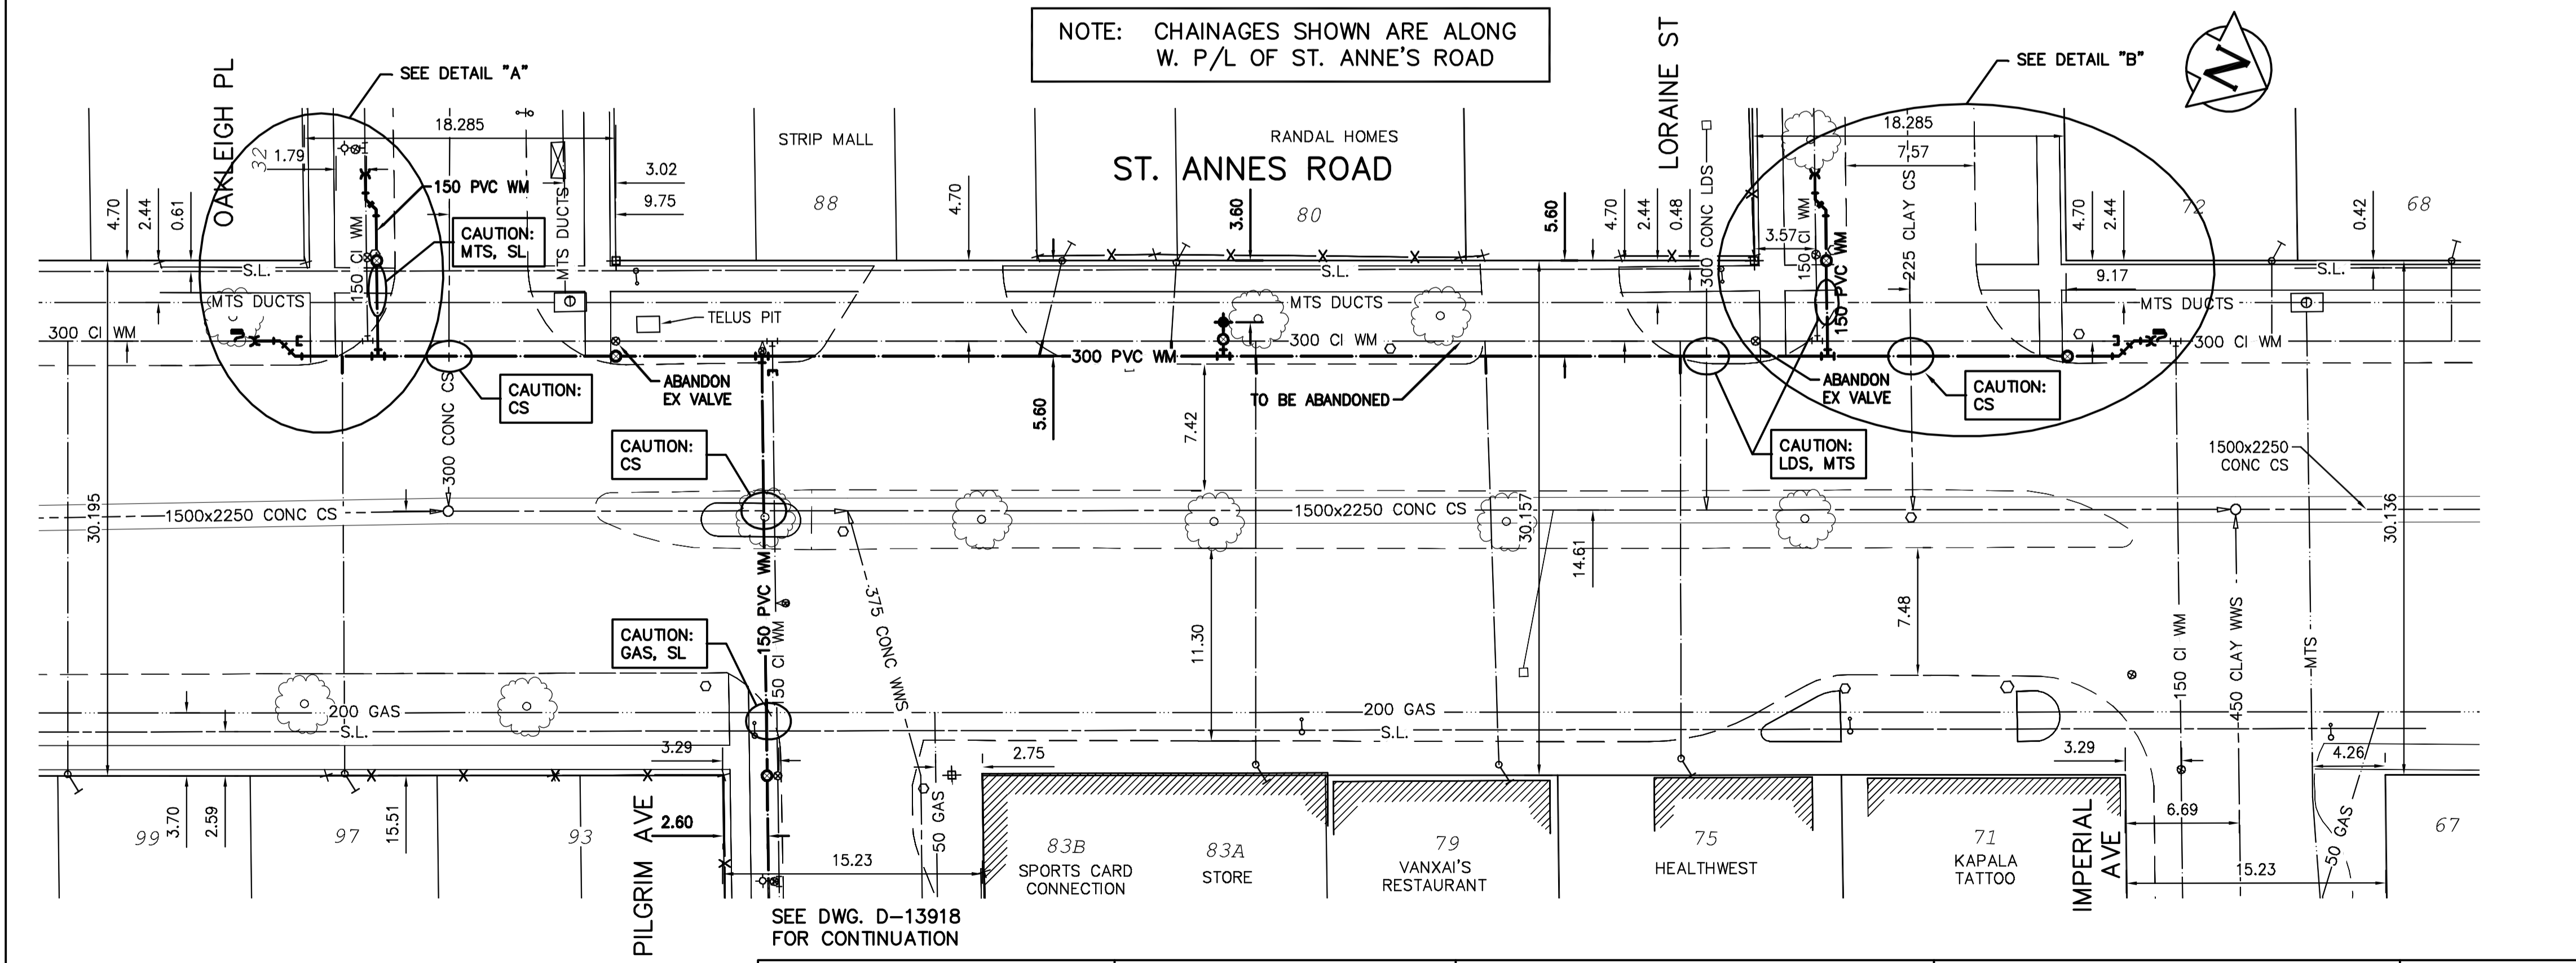 NOTE: CHAINAGES SHOWN ARE ALONG
W. P/L OF ST. ANNE'S ROAD
N
OAKLEIGH PL
SEE DETAIL "A"
LORAINE ST
SEE DETAIL "B"
18.285
32
1.79
STRIP MALL
RANDAL HOMES
ST. ANNES ROAD
18.285
7.57
150 PVC WM
3.02
9.75
88
80
72
68
4.70
2.44
0.61
CAUTION:
MTS, SL
MTS DUCTS
150 CI WM
4.70
3.60
5.60
4.70
2.44
0.48
300 CONC LDS
3.57
150 CI WM
150 PVC WM
225 CLAY CS
4.70
2.44
0.42
9.17
S.L.
S.L.
S.L.
MTS DUCTS
MTS DUCTS
MTS DUCTS
TELUS PIT
300 CI WM
300 CI WM
300 CI WM
300 PVC WM
ABANDON
EX VALVE
TO BE ABANDONED
ABANDON
EX VALVE
CAUTION:
CS
CAUTION:
CS
300 CONC CS
5.60
7.42
CAUTION:
CS
CAUTION:
LDS, MTS
1500x2250
CONC CS
30.195
1500x2250 CONC CS
1500x2250 CONC CS
30.157
14.61
30.136
150 PVC WM
150 CI WM
375 CONC WWS
11.30
7.48
150 CI WM
450 CLAY WWS
MTS
CAUTION:
GAS, SL
200 GAS
S.L.
200 GAS
S.L.
3.29
2.75
3.29
4.26
99
3.70
2.59
97
15.51
93
PILGRIM AVE
2.60
15.23
50 GAS
83B
SPORTS CARD
CONNECTION
83A
STORE
79
VANXAI'S
RESTAURANT
75
HEALTHWEST
71
KAPALA
TATTOO
IMPERIAL
AVE
6.69
15.23
50 GAS
67
SEE DWG. D-13918
FOR CONTINUATION